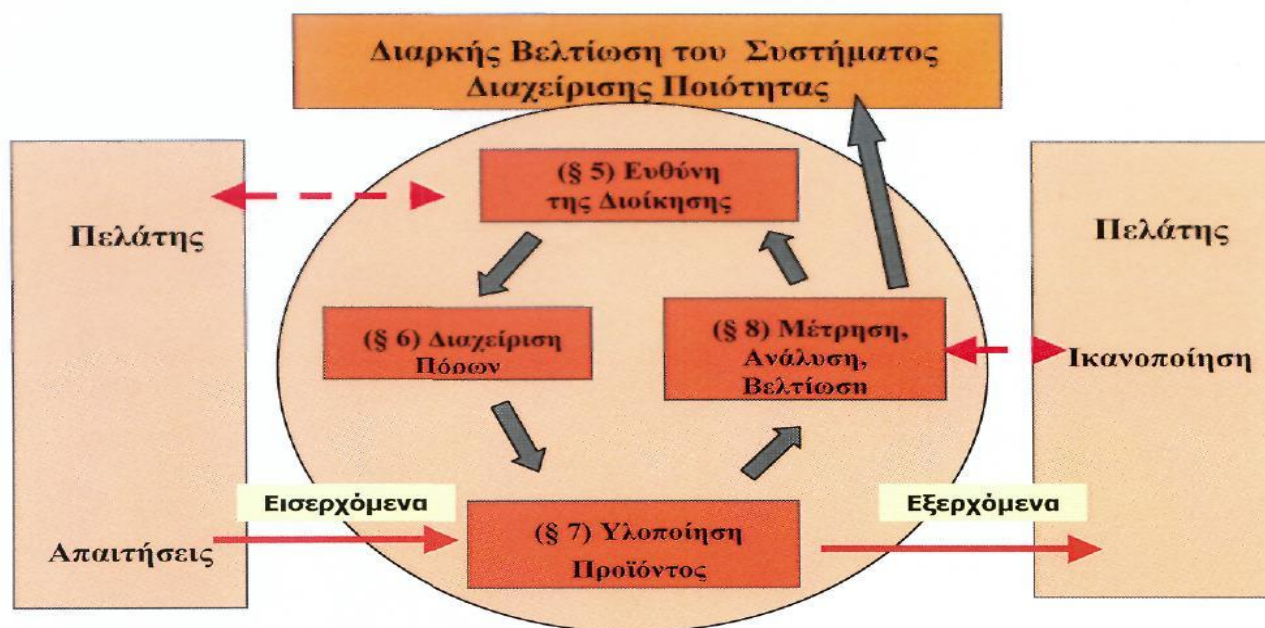 Διαρκής Βελτίωση του Συστήματος
Διαχείρισης Ποιότητας
(§ 5) Ευθύνη
της Διοίκησης
Πελάτης
Πελάτης
(§ 6) Διαχείριση
Πόρων
(§ 8) Μέτρηση,
Ανάλυση,
Βελτίωση
Ικανοποίηση
Εισερχόμενα
Εξερχόμενα
Απαιτήσεις
(§ 7) Υλοποίηση
Προϊόντος